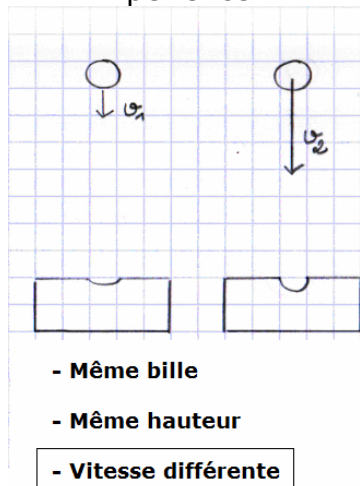 v₁
v₂
- Même bille
- Même hauteur
- Vitesse différente